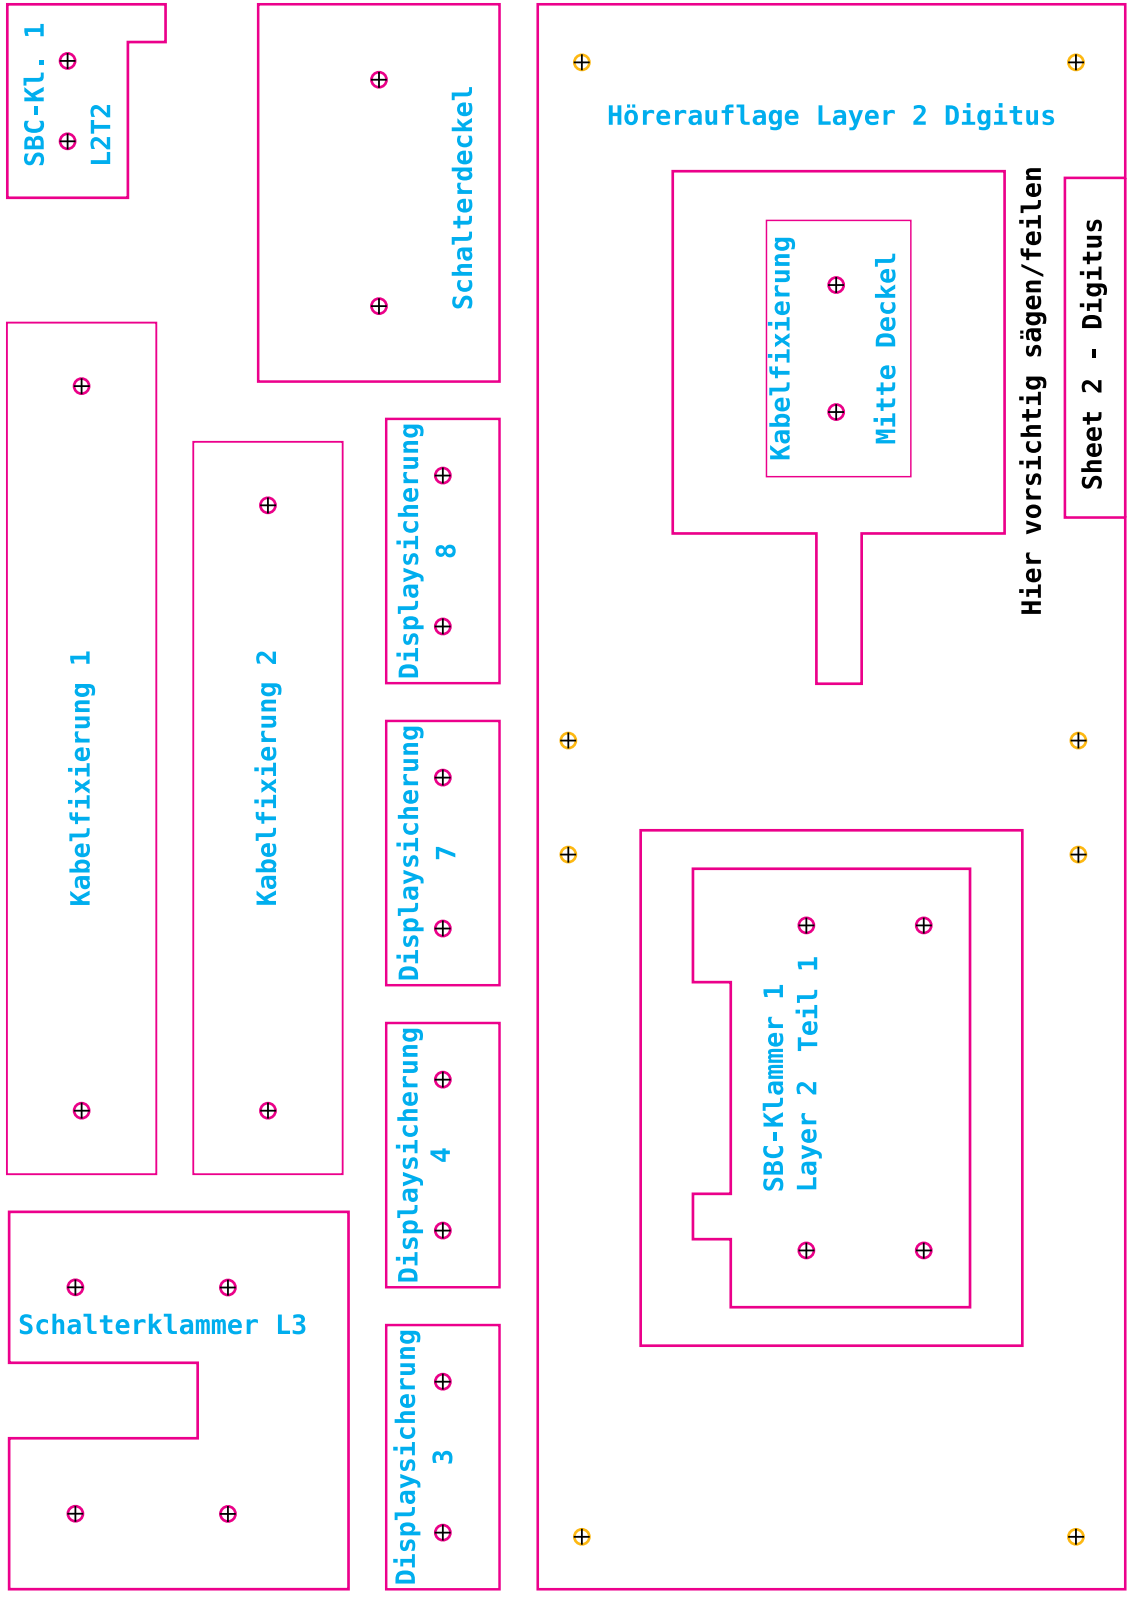 SBC-Kl. 1
L2T2
Schalterdeckel
Hörerauflage Layer 2 Digitus
Kabelfixierung
Mitte Deckel
Hier vorsichtig sägen/feilen
Sheet 2 - Digitus
Kabelfixierung 1
Kabelfixierung 2
Displaysicherung
8
Displaysicherung
7
Displaysicherung
4
Displaysicherung
3
SBC-Klammer 1
Layer 2 Teil 1
Schalterklammer L3